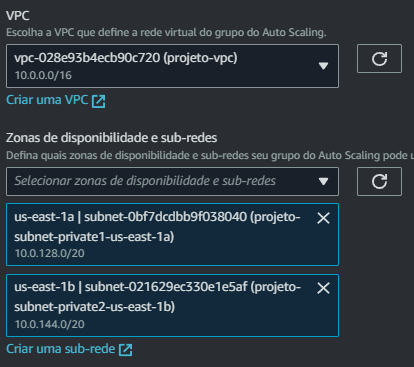 VPC
Escolha a VPC que define a rede virtual do grupo do Auto Scaling.
vpc-028e93b4ecb90c720 (projeto-vpc)
10.0.0.0/16
Criar uma VPC
Zonas de disponibilidade e sub-redes
Defina quais zonas de disponibilidade e sub-redes seu grupo do Auto Scaling pode u
Selecionar zonas de disponibilidade e sub-redes
us-east-1a | subnet-0bf7dcdbb9f038040 (projeto-
subnet-private1-us-east-1a)
10.0.128.0/20
us-east-1b | subnet-021629ec330e1e5af (projeto-
subnet-private2-us-east-1b)
10.0.144.0/20
Criar uma sub-rede